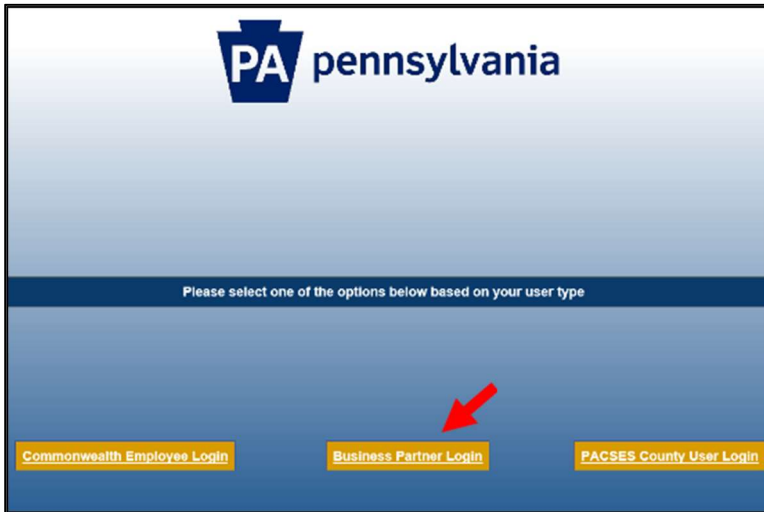 PA pennsylvania
Please select one of the options below based on your user type
Commonwealth Employee Login
Business Partner Login
PACSES County User Login